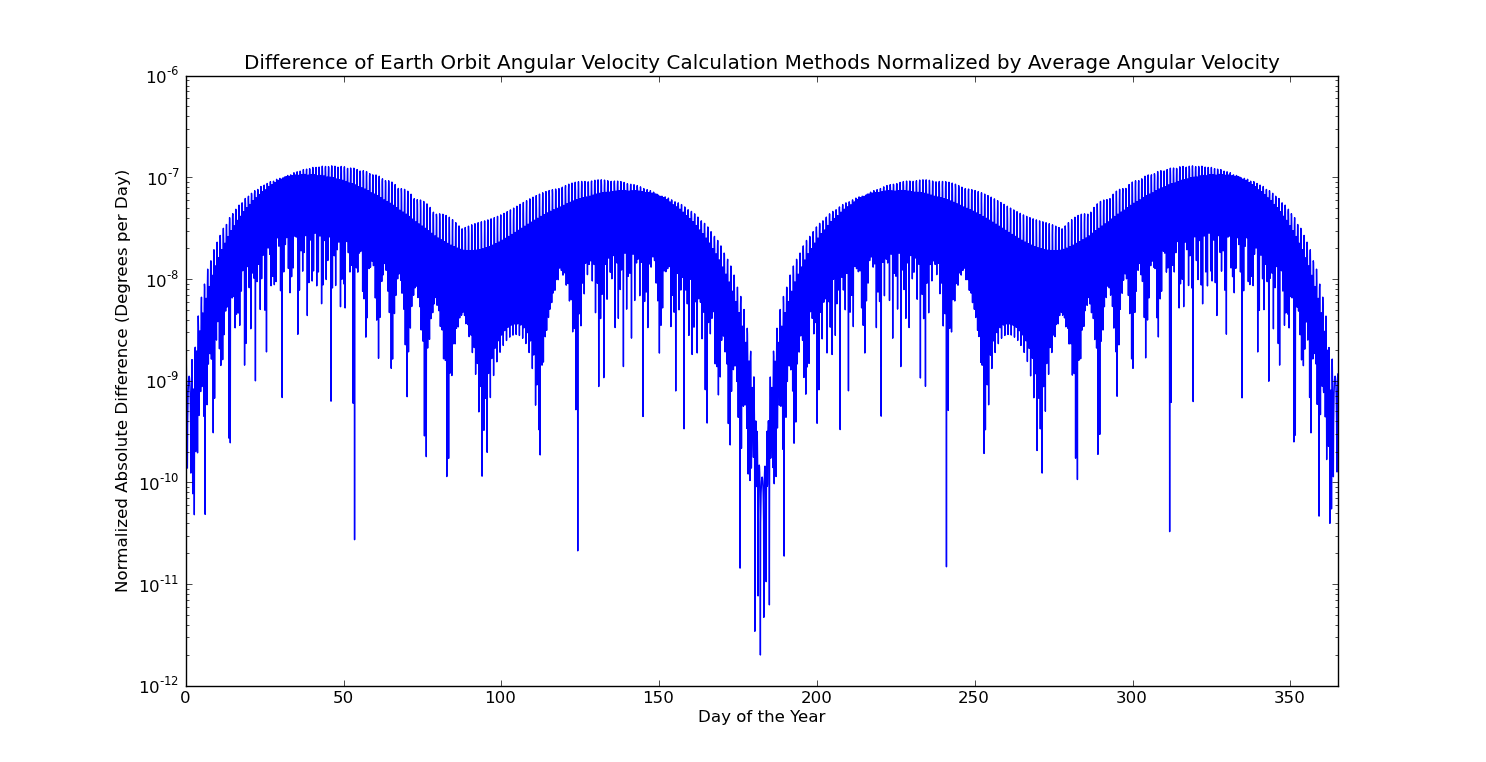 Difference of Earth Orbit Angular Velocity Calculation Methods Normalized by Average Angular Velocity
Normalized Absolute Difference (Degrees per Day)
10^-6
10^-7
10^-8
10^-9
10^-10
10^-11
10^-12
0 50 100 150 200 250 300 350
Day of the Year